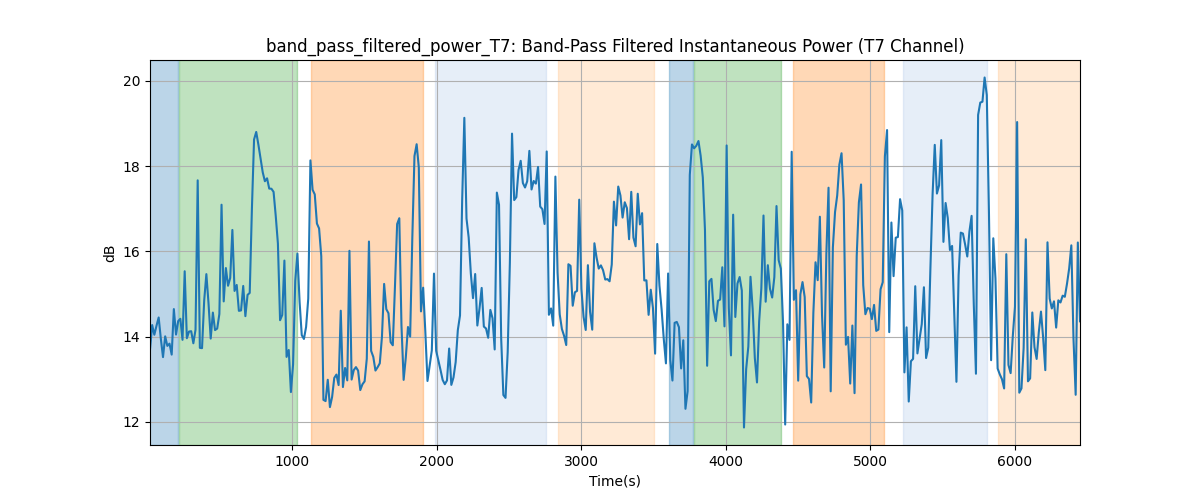 band_pass_filtered_power_T7: Band-Pass Filtered Instantaneous Power (T7 Channel)
20
18
16
14
12
dB
1000 2000 3000 4000 5000 6000
Time(s)